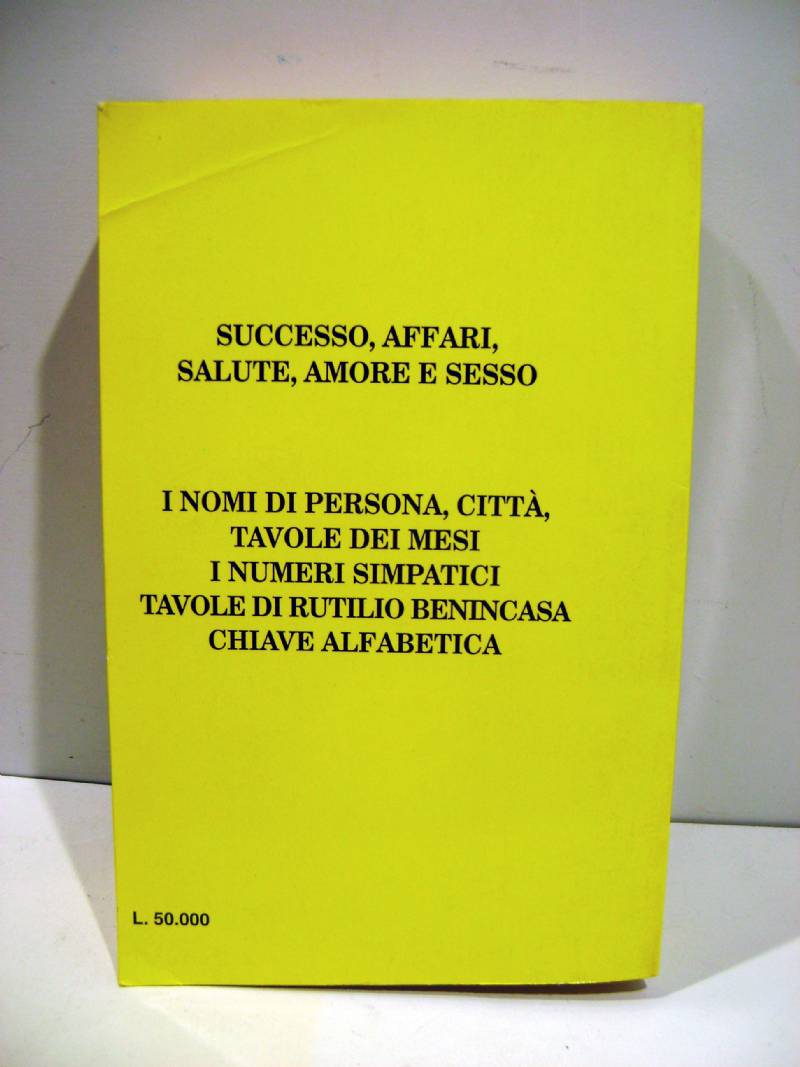 SUCCESSO, AFFARI,
SALUTE, AMORE E SESSO
I NOMI DI PERSONA, CITTÀ,
TAVOLE DEI MESI
I NUMERI SIMPATICI
TAVOLE DI RUTILIO BENINCASA
CHIAVE ALFABETICA
L. 50.000